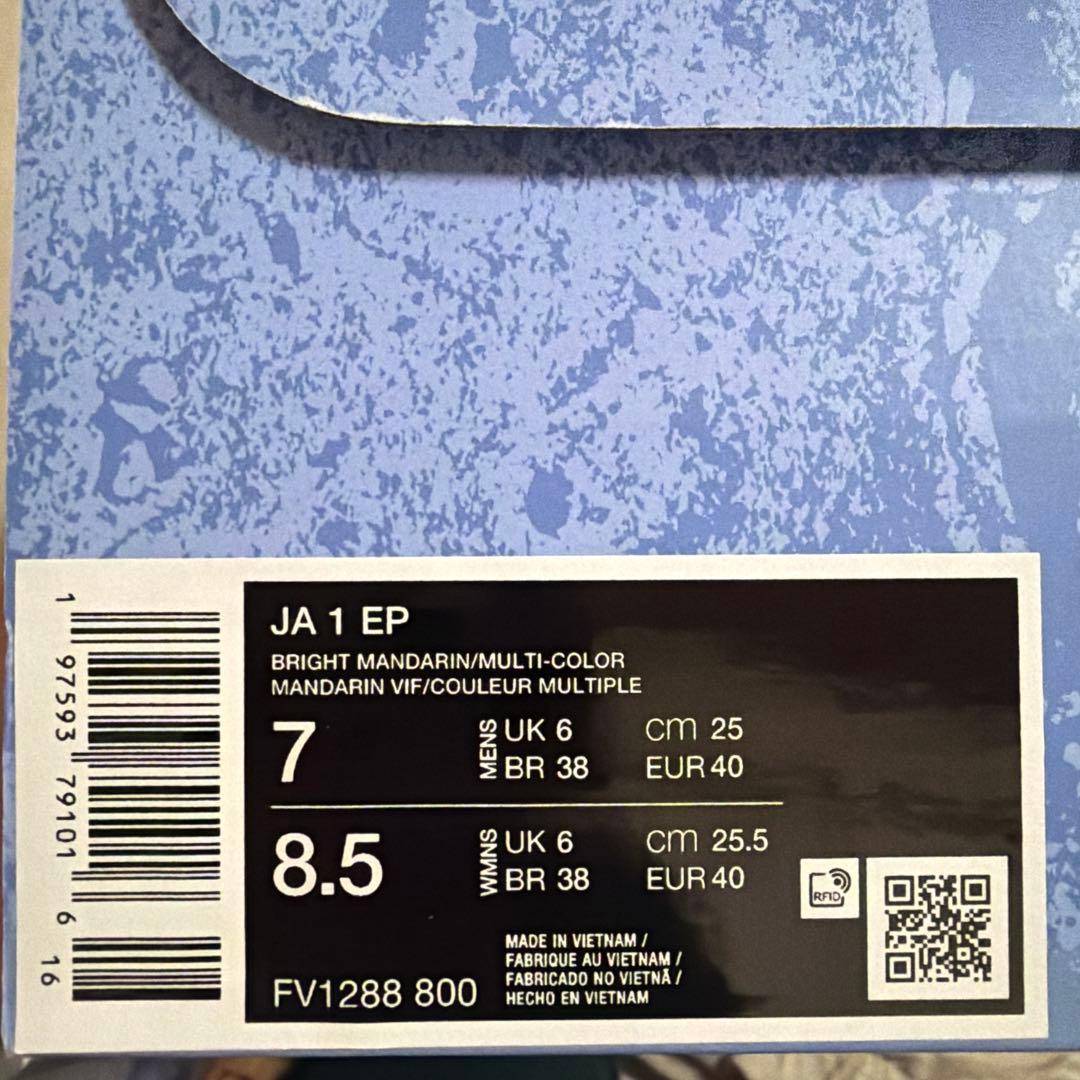 JA 1 EP
BRIGHT MANDARIN/MULTI-COLOR
MANDARIN VIF/COULEUR MULTIPLE
7
MENS
UK 6
cm 25
BR 38
EUR 40
8.5
WMNS
UK 6
cm 25.5
BR 38
EUR 40
RFID
MADE IN VIETNAM /
FABRIQUE AU VIETNAM /
FABRICADO NO VIETNÃ /
HECHO EN VIETNAM
FV1288 800
1 97593 79101 6 16